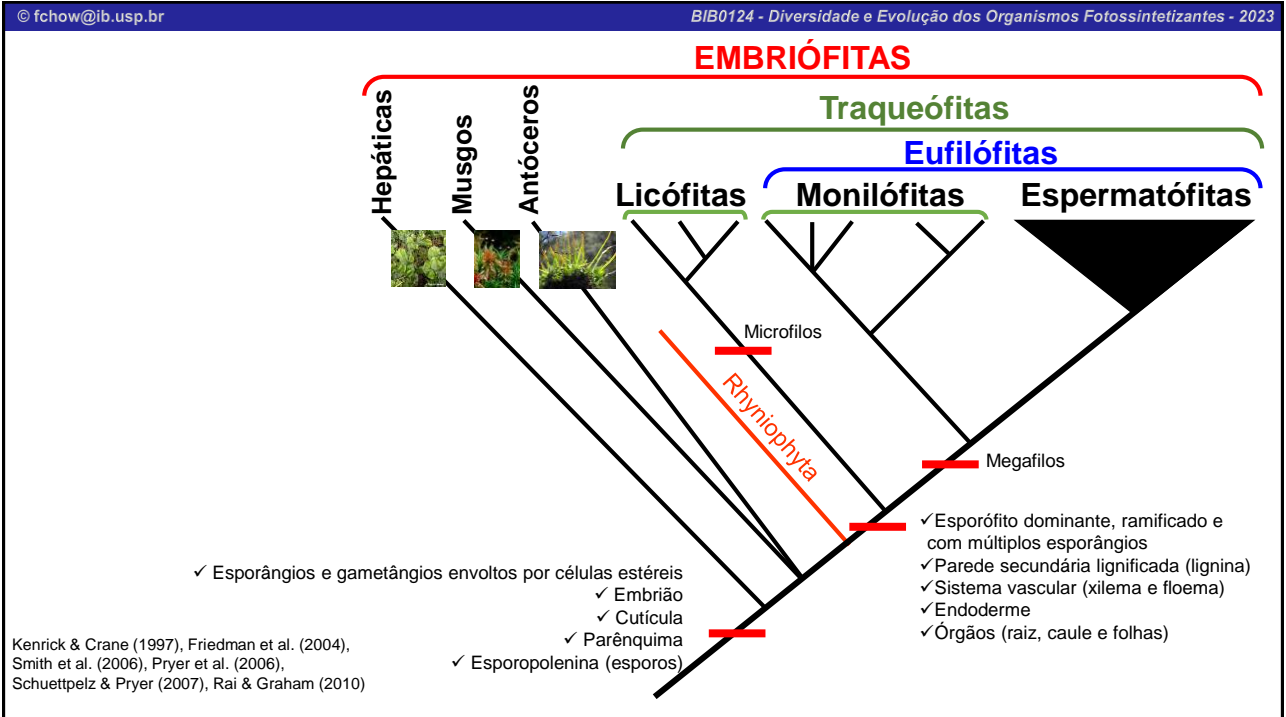 © fchow@ib.usp.br
BIB0124 - Diversidade e Evolução dos Organismos Fotossintetizantes - 2023
EMBRIÓFITAS
Traqueófitas
Eufilófitas
Hepáticas
Musgos
Antóceros
Licófitas
Monilófitas
Espermatófitas
Microfilos
Rhyniophyta
Megafilos
✓Esporófito dominante, ramificado e
com múltiplos esporângios
✓Parede secundária lignificada (lignina)
✓Sistema vascular (xilema e floema)
✓Endoderme
✓Órgãos (raiz, caule e folhas)
✓ Esporângios e gametângios envoltos por células estéreis
✓ Embrião
✓ Cutícula
✓ Parênquima
✓ Esporopolenina (esporos)
Kenrick & Crane (1997), Friedman et al. (2004),
Smith et al. (2006), Pryer et al. (2006),
Schuettpelz & Pryer (2007), Rai & Graham (2010)